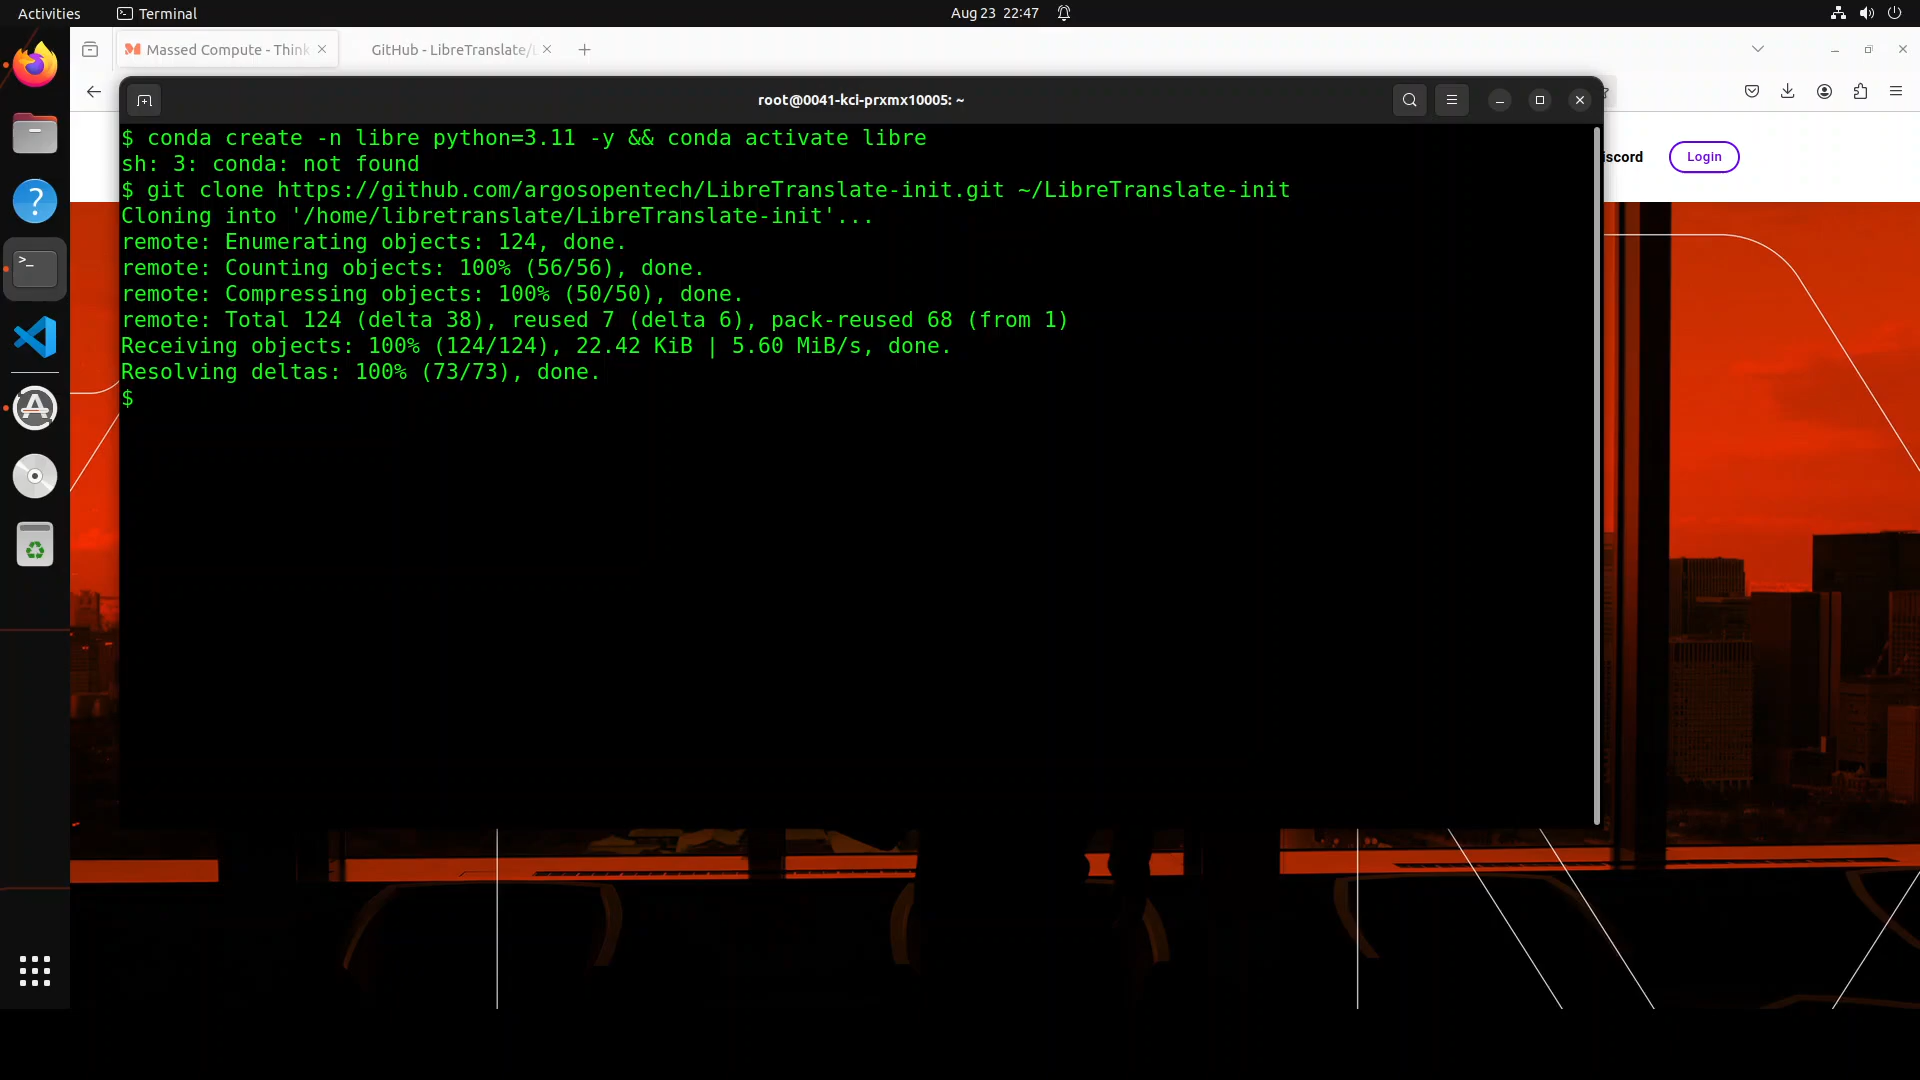 Activities
Terminal
Aug 23 22:47
Massed Compute - Think
GitHub - LibreTranslate/
root@0041-kci-prxmx10005: ~
$ conda create -n libre python=3.11 -y && conda activate libre
sh: 3: conda: not found
$ git clone https://github.com/argosopentech/LibreTranslate-init.git ~/LibreTranslate-init
Cloning into '/home/libretranslate/LibreTranslate-init'...
remote: Enumerating objects: 124, done.
remote: Counting objects: 100% (56/56), done.
remote: Compressing objects: 100% (50/50), done.
remote: Total 124 (delta 38), reused 7 (delta 6), pack-reused 68 (from 1)
Receiving objects: 100% (124/124), 22.42 KiB | 5.60 MiB/s, done.
Resolving deltas: 100% (73/73), done.
$
iscord
Login